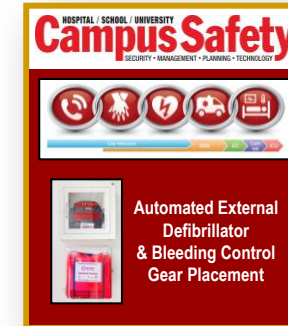 HOSPITAL / SCHOOL / UNIVERSITY
Campus Safety
SECURITY • MANAGEMENT • PLANNING • TECHNOLOGY
Automated External
Defibrillator
& Bleeding Control
Gear Placement